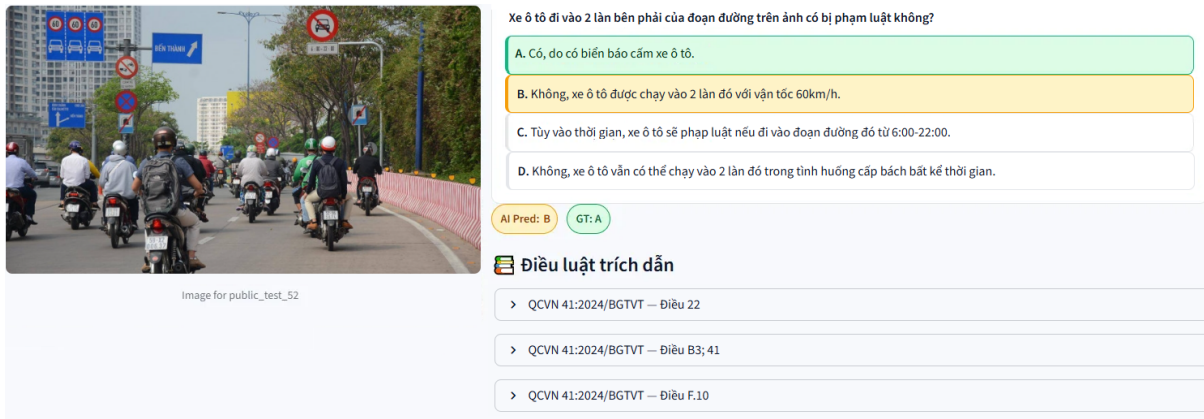 60 60 60
BẾN THÀNH
Image for public_test_52
Xe ô tô đi vào 2 làn bên phải của đoạn đường trên ảnh có bị phạm luật không?
A. Có, do có biển báo cấm xe ô tô.
B. Không, xe ô tô được chạy vào 2 làn đó với vận tốc 60km/h.
C. Tùy vào thời gian, xe ô tô sẽ phạp luật nếu đi vào đoạn đường đó từ 6:00-22:00.
D. Không, xe ô tô vẫn có thể chạy vào 2 làn đó trong tình huống cấp bách bất kể thời gian.
AI Pred: B
GT: A
Điều luật trích dẫn
QCVN 41:2024/BGTVT — Điều 22
QCVN 41:2024/BGTVT — Điều B3; 41
QCVN 41:2024/BGTVT — Điều F.10